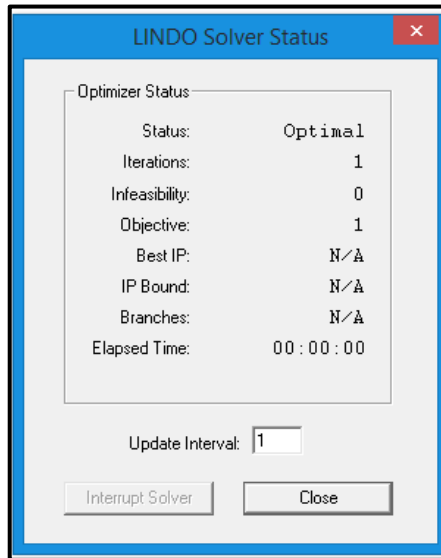 LINDO Solver Status
Optimizer Status
Status: Optimal
Iterations: 1
Infeasibility: 0
Objective: 1
Best IP: N/A
IP Bound: N/A
Branches: N/A
Elapsed Time: 00:00:00
Update Interval: 1
Interrupt Solver Close